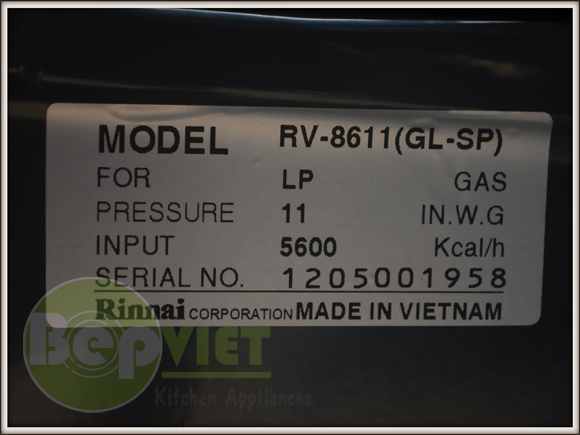 MODEL RV-8611(GL-SP)
FOR LP GAS
PRESSURE 11 IN.W.G
INPUT 5600 Kcal/h
SERIAL NO. 1205001958
Rinnai CORPORATION MADE IN VIETNAM
BẾPVIỆT
Kitchen Appliances